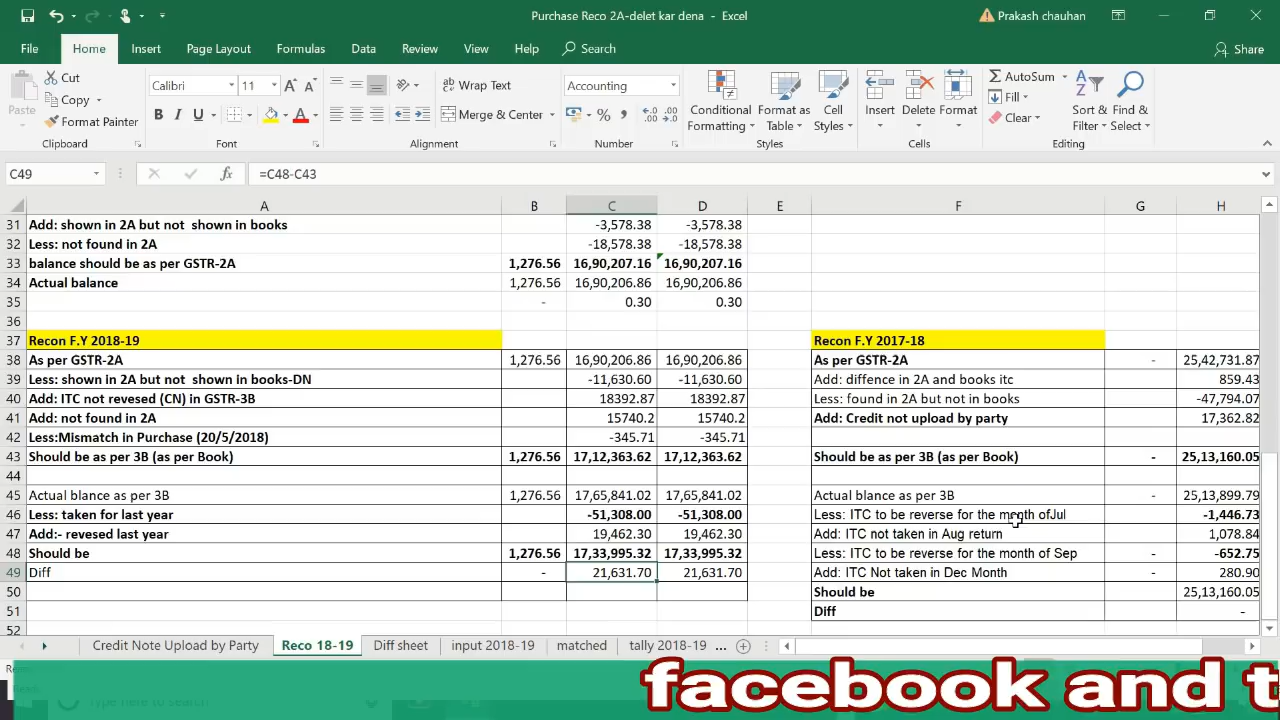 Purchase Reco 2A-delet kar dena - Excel
Prakash chauhan
File Home Insert Page Layout Formulas Data Review View Help Search Share
Paste Cut Copy Format Painter Clipboard
Calibri 11 B I U A Font
Wrap Text Merge & Center Alignment
Accounting % Number
Conditional Formatting Format as Table Cell Styles Styles
Insert Delete Format Cells
AutoSum Fill Clear Sort & Filter Find & Select Editing
C49 fx =C48-C43
A B C D E F G H
31 Add: shown in 2A but not shown in books -3,578.38 -3,578.38
32 Less: not found in 2A -18,578.38 -18,578.38
33 balance should be as per GSTR-2A 1,276.56 16,90,207.16 16,90,207.16
34 Actual balance 1,276.56 16,90,206.86 16,90,206.86
35 - 0.30 0.30
36
37 Recon F.Y 2018-19 Recon F.Y 2017-18
38 As per GSTR-2A 1,276.56 16,90,206.86 16,90,206.86 As per GSTR-2A - 25,42,731.87
39 Less: shown in 2A but not shown in books-DN -11,630.60 -11,630.60 Add: diffence in 2A and books itc 859.43
40 Add: ITC not revesed (CN) in GSTR-3B 18392.87 18392.87 Less: found in 2A but not in books -47,794.07
41 Add: not found in 2A 15740.2 15740.2 Add: Credit not upload by party 17,362.82
42 Less:Mismatch in Purchase (20/5/2018) -345.71 -345.71
43 Should be as per 3B (as per Book) 1,276.56 17,12,363.62 17,12,363.62 Should be as per 3B (as per Book) - 25,13,160.05
44
45 Actual blance as per 3B 1,276.56 17,65,841.02 17,65,841.02 Actual blance as per 3B - 25,13,899.79
46 Less: taken for last year -51,308.00 -51,308.00 Less: ITC to be reverse for the month ofJul -1,446.73
47 Add:- revesed last year 19,462.30 19,462.30 Add: ITC not taken in Aug return 1,078.84
48 Should be 1,276.56 17,33,995.32 17,33,995.32 Less: ITC to be reverse for the month of Sep - -652.75
49 Diff - 21,631.70 21,631.70 Add: ITC Not taken in Dec Month - 280.90
50 Should be 25,13,160.05
51 Diff -
52
Credit Note Upload by Party Reco 18-19 Diff sheet input 2018-19 matched tally 2018-19 ...
facebook and t
Type here to search